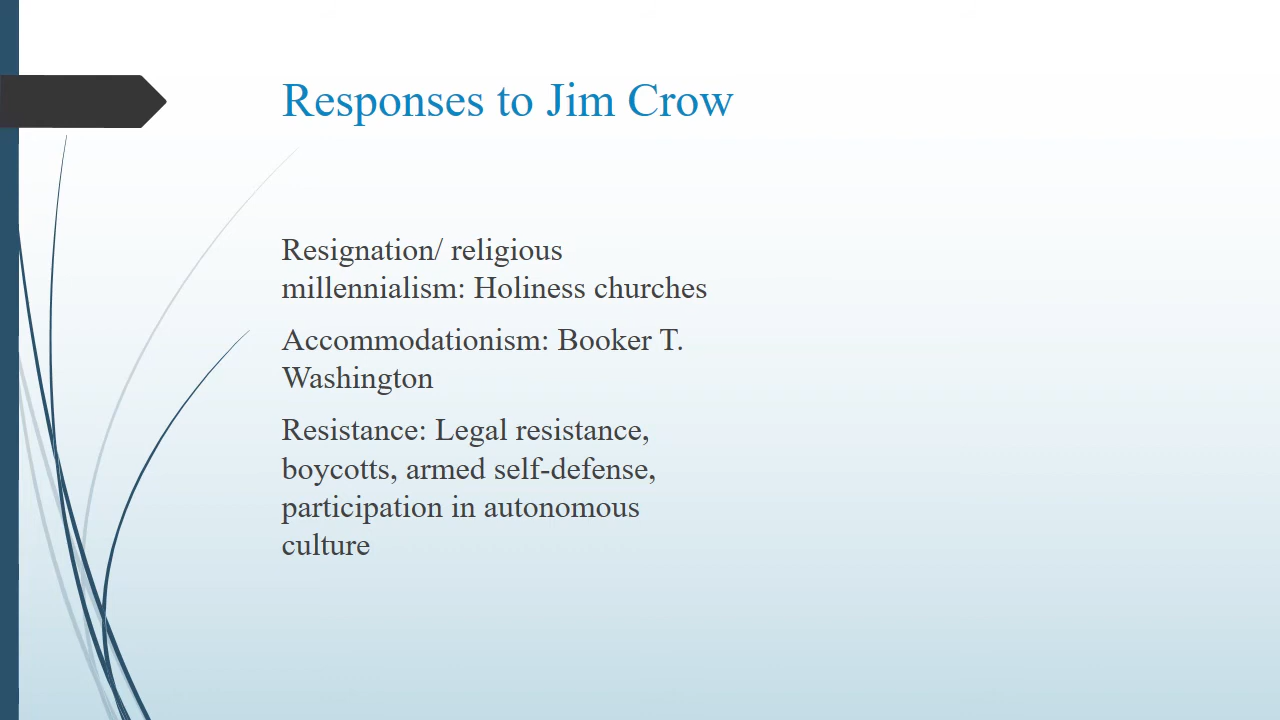 Responses to Jim Crow
Resignation/ religious
millennialism: Holiness churches
Accommodationism: Booker T.
Washington
Resistance: Legal resistance,
boycotts, armed self-defense,
participation in autonomous
culture